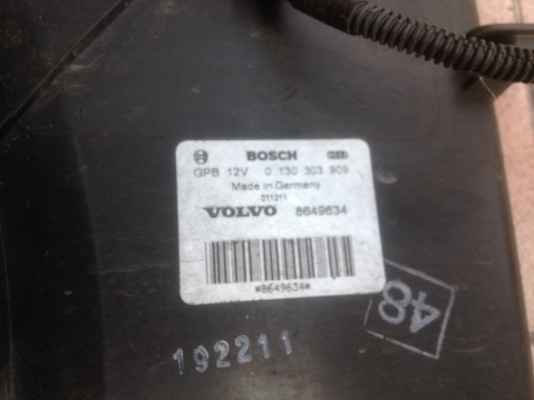 BOSCH
GPB 12V 0 130 303 909
Made in Germany
011211
VOLVO 8649634
*8649634*
48
192211